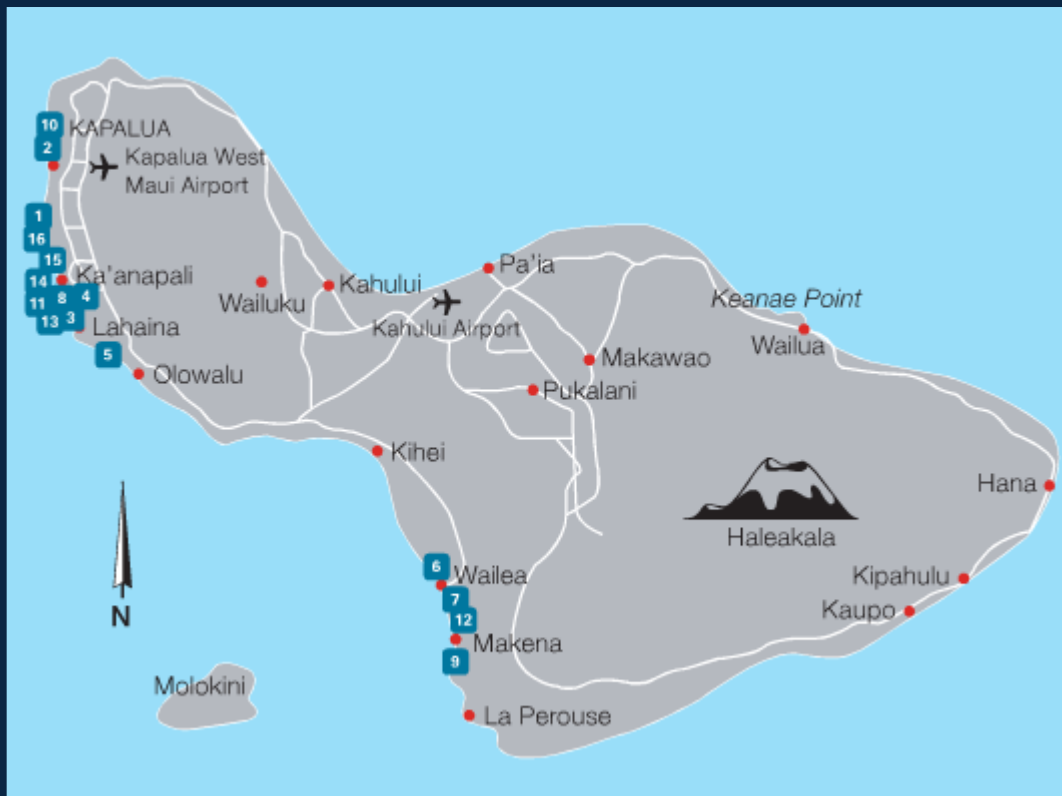 10
KAPALUA
2
Kapalua West
Maui Airport
1
16
15
14
Ka'anapali
11
8
4
13
3
Lahaina
5
Olowalu
Wailuku
Kahului
Pa'ia
Kahului Airport
Keanae Point
Wailua
Makawao
Pukalani
Kihei
Hana
Haleakala
6
Wailea
7
12
Makena
9
Kipahulu
Kaupo
N
Molokini
La Perouse